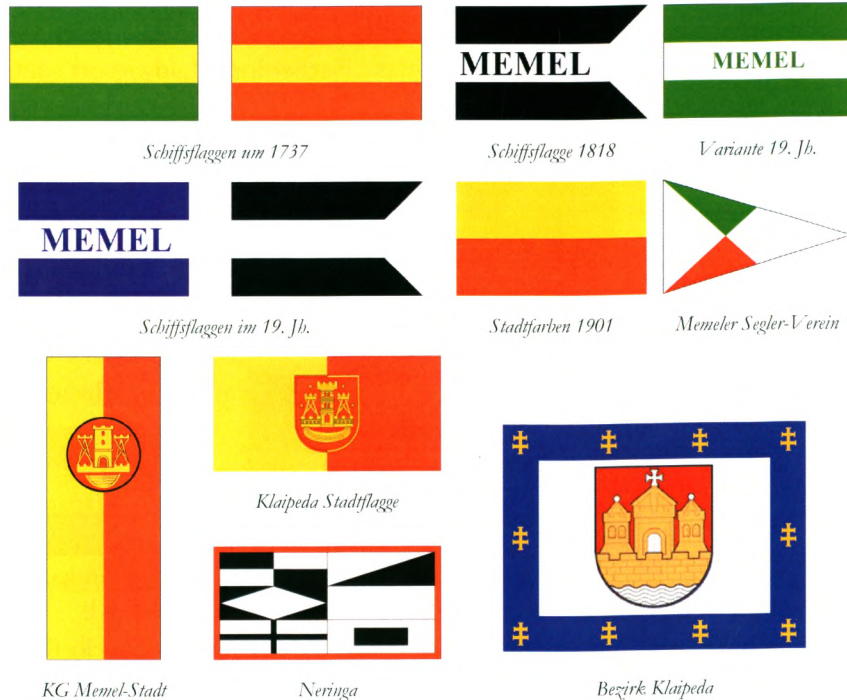 MEMEL
MEMEL
Schiffsflaggen um 1737
Schiffsflagge 1818
Variante 19. Jh.
MEMEL
Schiffsflaggen im 19. Jh.
Stadtfarben 1901
Memeler Segler-Verein
Klaipeda Stadtflagge
KG Memel-Stadt
Neringa
Bezirk Klaipeda